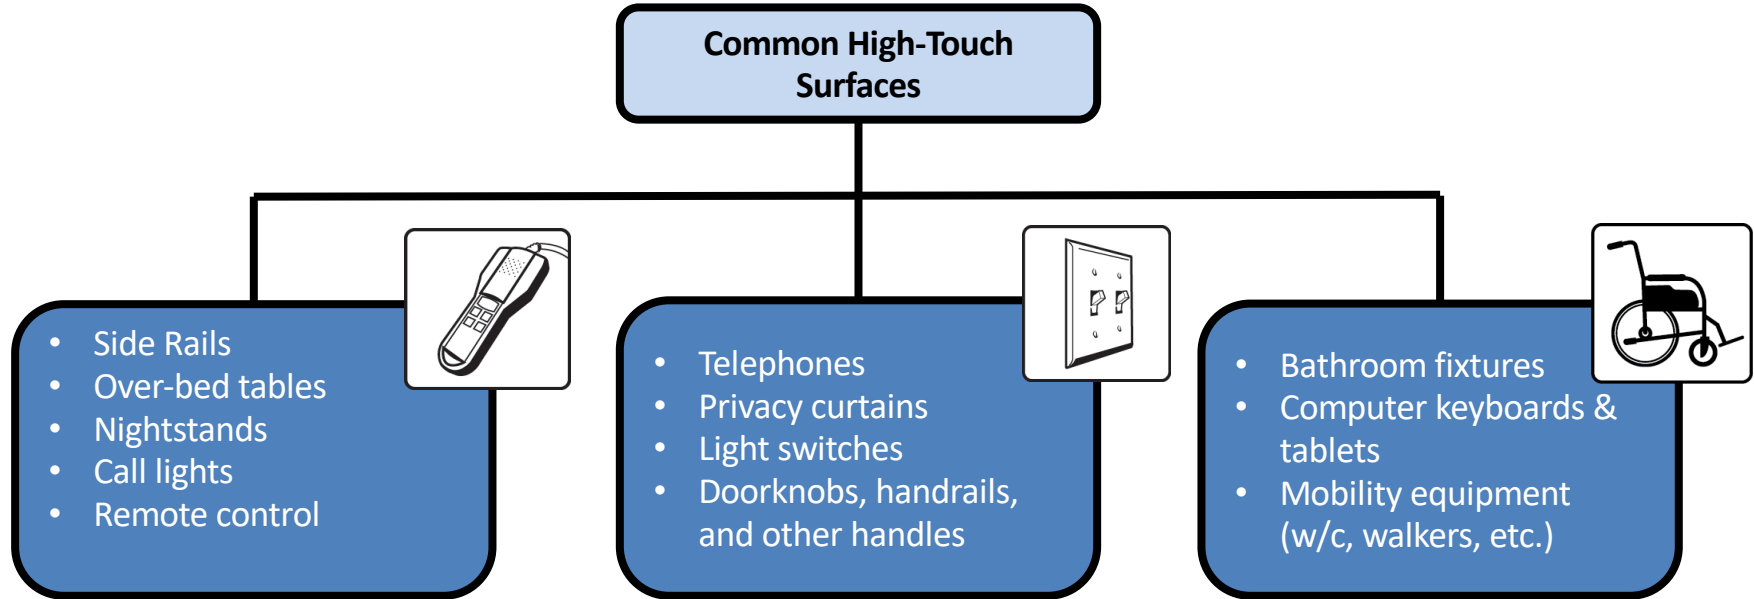 Common High-Touch
Surfaces
• Side Rails
• Over-bed tables
• Nightstands
• Call lights
• Remote control
• Telephones
• Privacy curtains
• Light switches
• Doorknobs, handrails,
and other handles
• Bathroom fixtures
• Computer keyboards &
tablets
• Mobility equipment
(w/c, walkers, etc.)